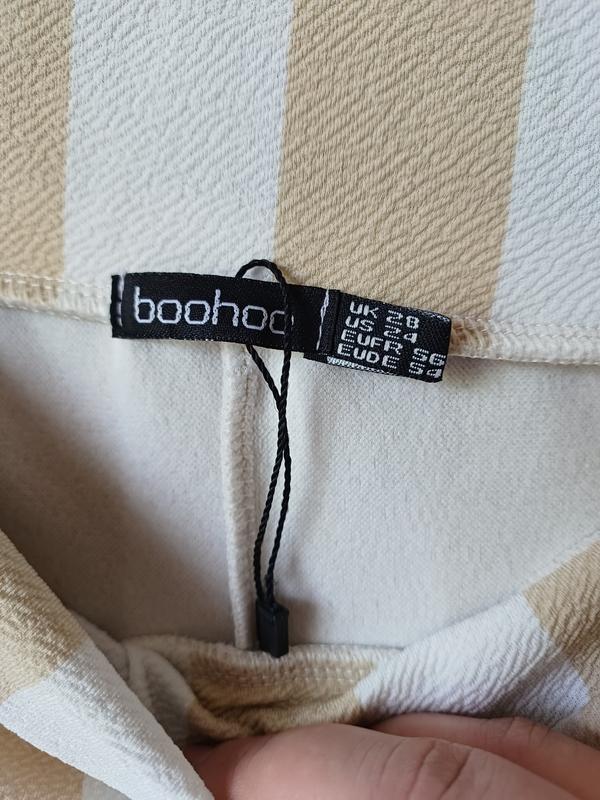 boohoo
UK 28
US 24
EUFR 56
EUDE 54